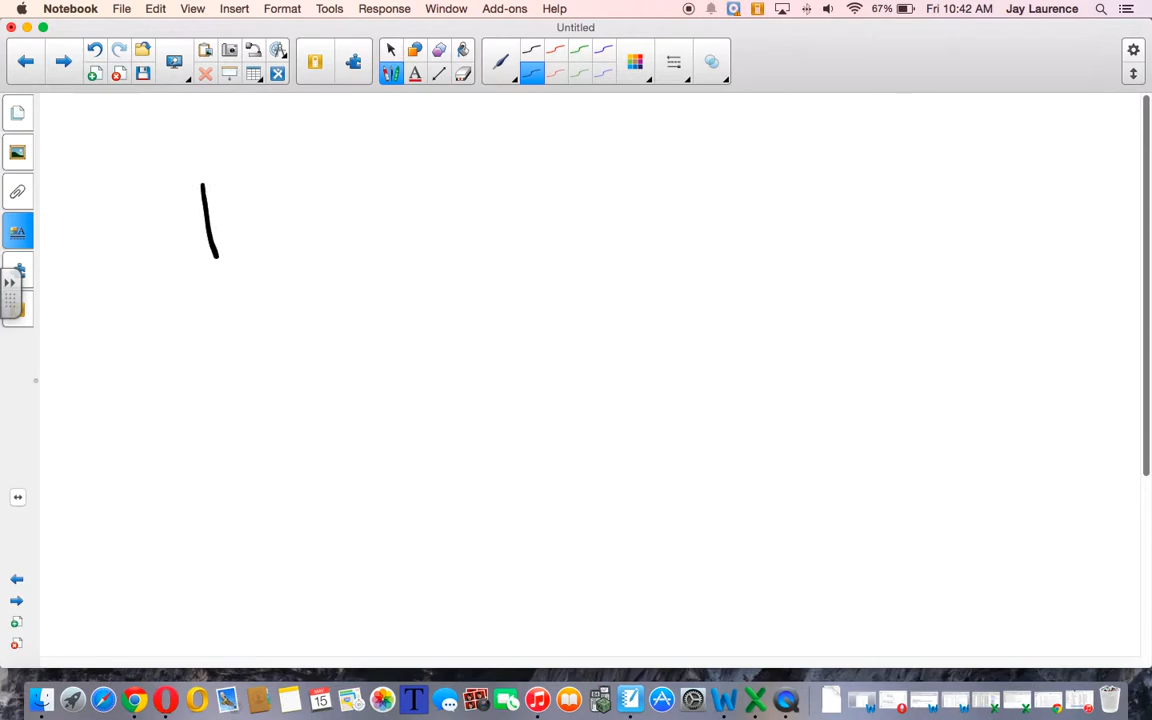 Notebook File Edit View Insert Format Tools Response Window Add-ons Help 67% Fri 10:42 AM Jay Laurence
Untitled
A
A
15
T
W X